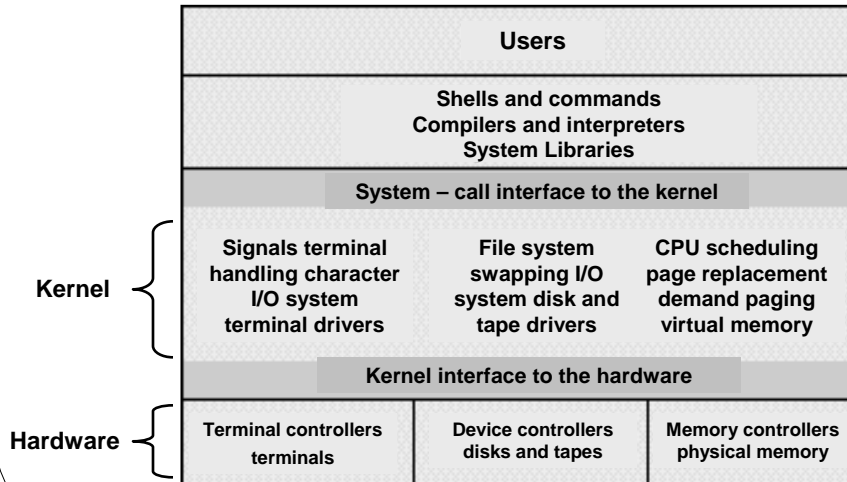 Users
Shells and commands
Compilers and interpreters
System Libraries
System – call interface to the kernel
Kernel
Signals terminal
handling character
I/O system
terminal drivers
File system
swapping I/O
system disk and
tape drivers
CPU scheduling
page replacement
demand paging
virtual memory
Kernel interface to the hardware
Hardware
Terminal controllers
terminals
Device controllers
disks and tapes
Memory controllers
physical memory